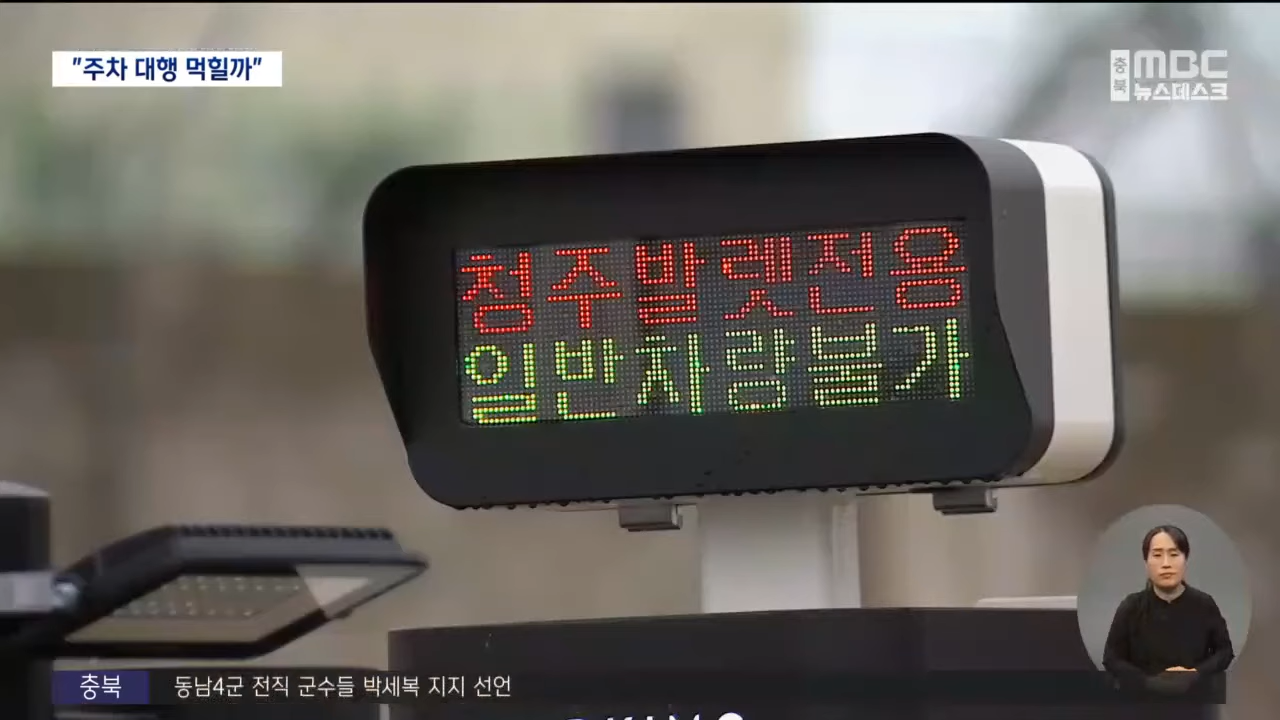 "주차 대행 먹힐까"
충북 MBC
뉴스데스크
청주발렛전용
일반차량불가
충북 동남4군 전직 군수들 박세복 지지 선언